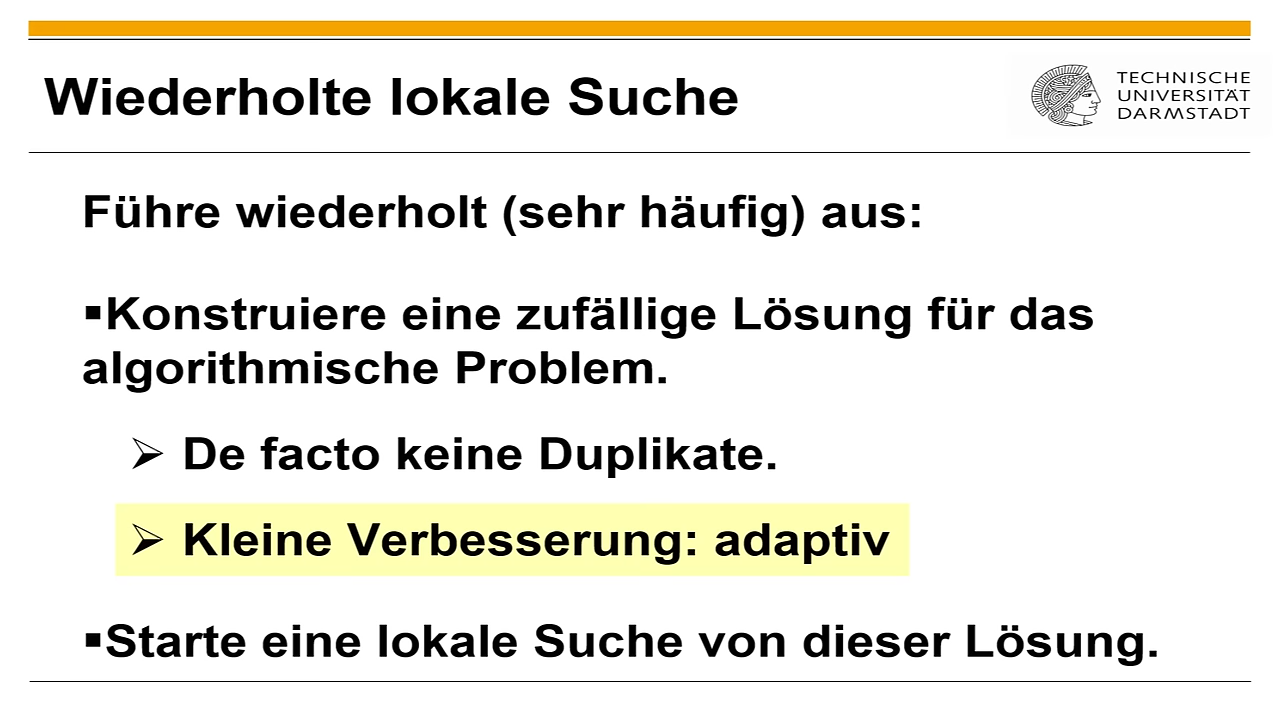 Wiederholte lokale Suche
TECHNISCHE
UNIVERSITÄT
DARMSTADT
Führe wiederholt (sehr häufig) aus:
▪Konstruiere eine zufällige Lösung für das
algorithmische Problem.
➢ De facto keine Duplikate.
➢ Kleine Verbesserung: adaptiv
▪Starte eine lokale Suche von dieser Lösung.